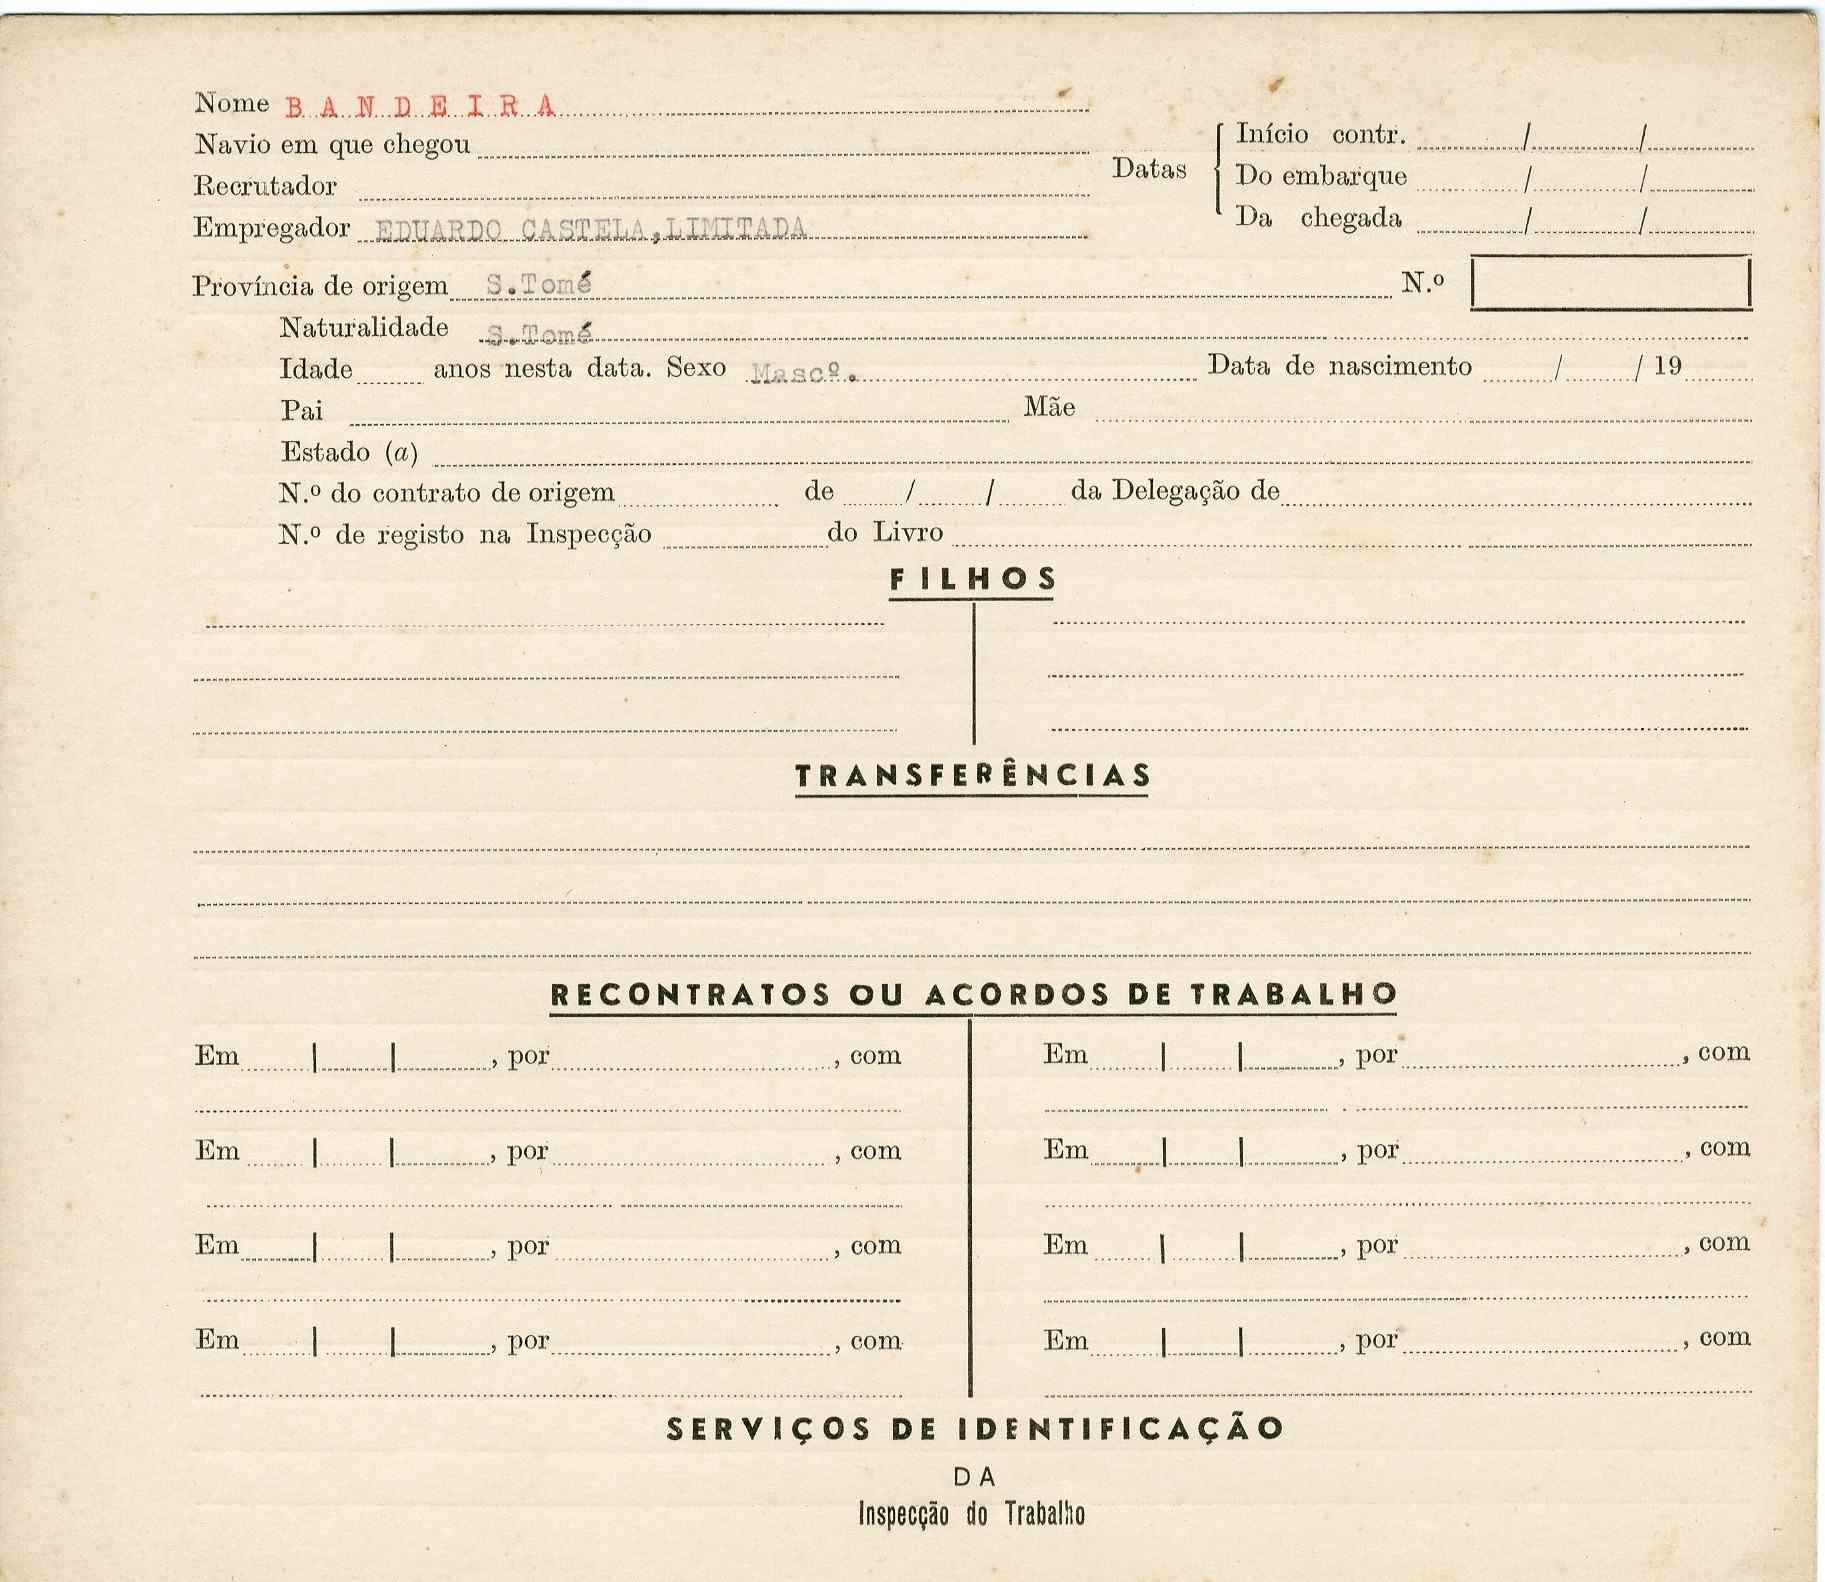 Nome B A N D E I R A
Navio em que chegou
Recrutador
Empregador EDUARDO CASTELA,LIMITADA
Datas
Início contr. / /
Do embarque / /
Da chegada / /
Província de origem S.Tomé N.º
Naturalidade S.Tomé
Idade anos nesta data. Sexo Mascº. Data de nascimento / / 19
Pai Mãe
Estado (a)
N.º do contrato de origem de / / da Delegação de
N.º de registo na Inspecção do Livro
FILHOS
TRANSFERÊNCIAS
RECONTRATOS OU ACORDOS DE TRABALHO
Em | | , por , com Em | | , por , com
Em | | , por , com Em | | , por , com
Em | | , por , com Em | | , por , com
Em | | , por , com Em | | , por , com
SERVIÇOS DE IDENTIFICAÇÃO
DA
Inspecção do Trabalho